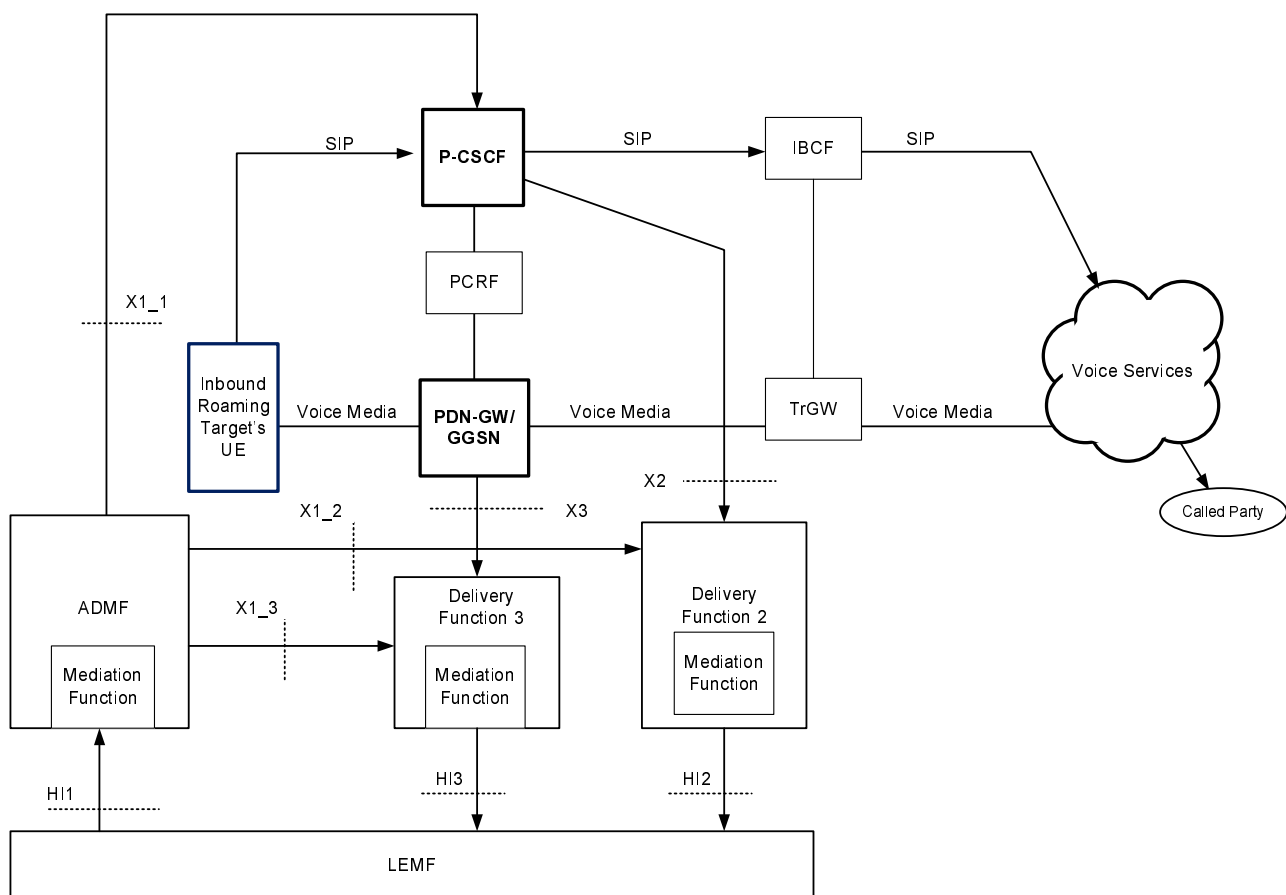 SIP
P-CSCF
SIP
IBCF
SIP
PCRF
X1_1
Inbound
Roaming
Target's
UE
Voice Media
PDN-GW/
GGSN
Voice Media
TrGW
Voice Media
Voice Services
X2
X1_2
X3
Called Party
ADMF
Mediation
Function
X1_3
Delivery
Function 3
Mediation
Function
Delivery
Function 2
Mediation
Function
HI1
HI3
HI2
LEMF